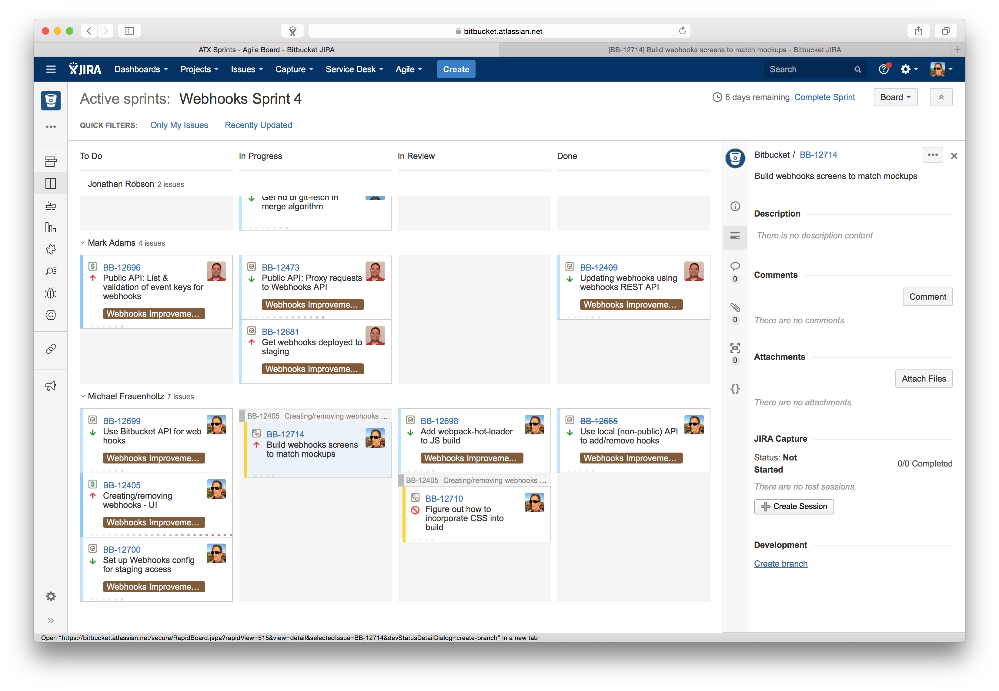 bitbucket.atlassian.net
ATX Sprints - Agile Board - Bitbucket JIRA
[BB-12714] Build webhooks screens to match mockups - Bitbucket JIRA
JIRA Dashboards Projects Issues Capture Service Desk Agile Create Search
Active sprints: Webhooks Sprint 4
6 days remaining Complete Sprint Board
QUICK FILTERS: Only My Issues Recently Updated
To Do In Progress In Review Done
Jonathan Robson 2 issues
Get rid of git-fetch in
merge algorithm
Mark Adams 4 issues
BB-12696
Public API: List &
validation of event keys for
webhooks
Webhooks Improveme…
BB-12473
Public API: Proxy requests
to Webhooks API
Webhooks Improveme…
BB-12681
Get webhooks deployed to
staging
Webhooks Improveme…
BB-12409
Updating webhooks using
webhooks REST API
Webhooks Improveme…
Michael Frauenholtz 7 issues
BB-12699
Use Bitbucket API for web
hooks
Webhooks Improveme…
BB-12405
Creating/removing
webhooks - UI
Webhooks Improveme…
BB-12700
Set up Webhooks config
for staging access
Webhooks Improveme…
BB-12405 Creating/removing webhooks …
BB-12714
Build webhooks screens
to match mockups
BB-12698
Add webpack-hot-loader
to JS build
Webhooks Improveme…
BB-12405 Creating/removing webhooks …
BB-12710
Figure out how to
incorporate CSS into
build
BB-12665
Use local (non-public) API
to add/remove hooks
Webhooks Improveme…
Bitbucket / BB-12714
Build webhooks screens to match mockups
Description
There is no description content
0
Comments
Comment
There are no comments
0
Attachments
0
Attach Files
There are no attachments
JIRA Capture
Status: Not
Started
0/0 Completed
There are no test sessions.
Create Session
Development
Create branch
Open “https://bitbucket.atlassian.net/secure/RapidBoard.jspa?rapidView=515&view=detail&selectedIssue=BB-12714&devStatusDetailDialog=create-branch” in a new tab